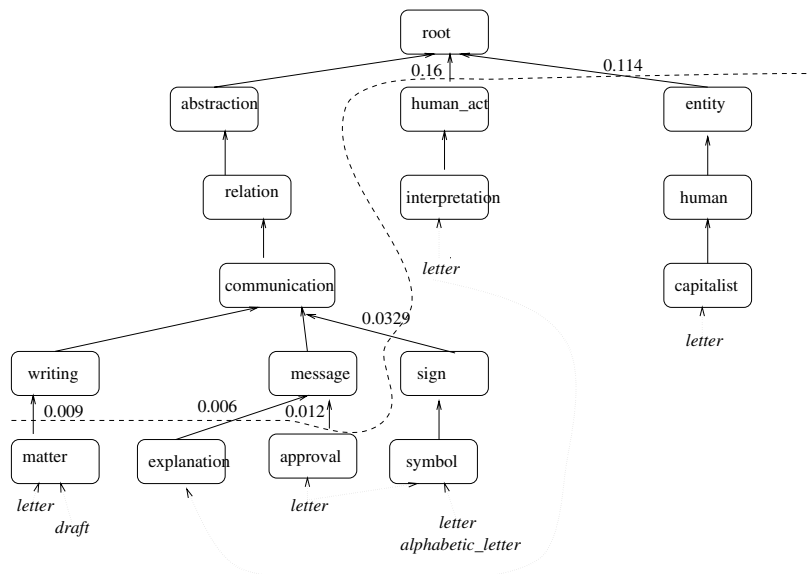 root
0.16
0.114
abstraction
human_act
entity
relation
interpretation
human
letter
communication
capitalist
0.0329
letter
writing
message
sign
0.009
0.006
0.012
matter
explanation
approval
symbol
letter
draft
letter
letter
alphabetic_letter